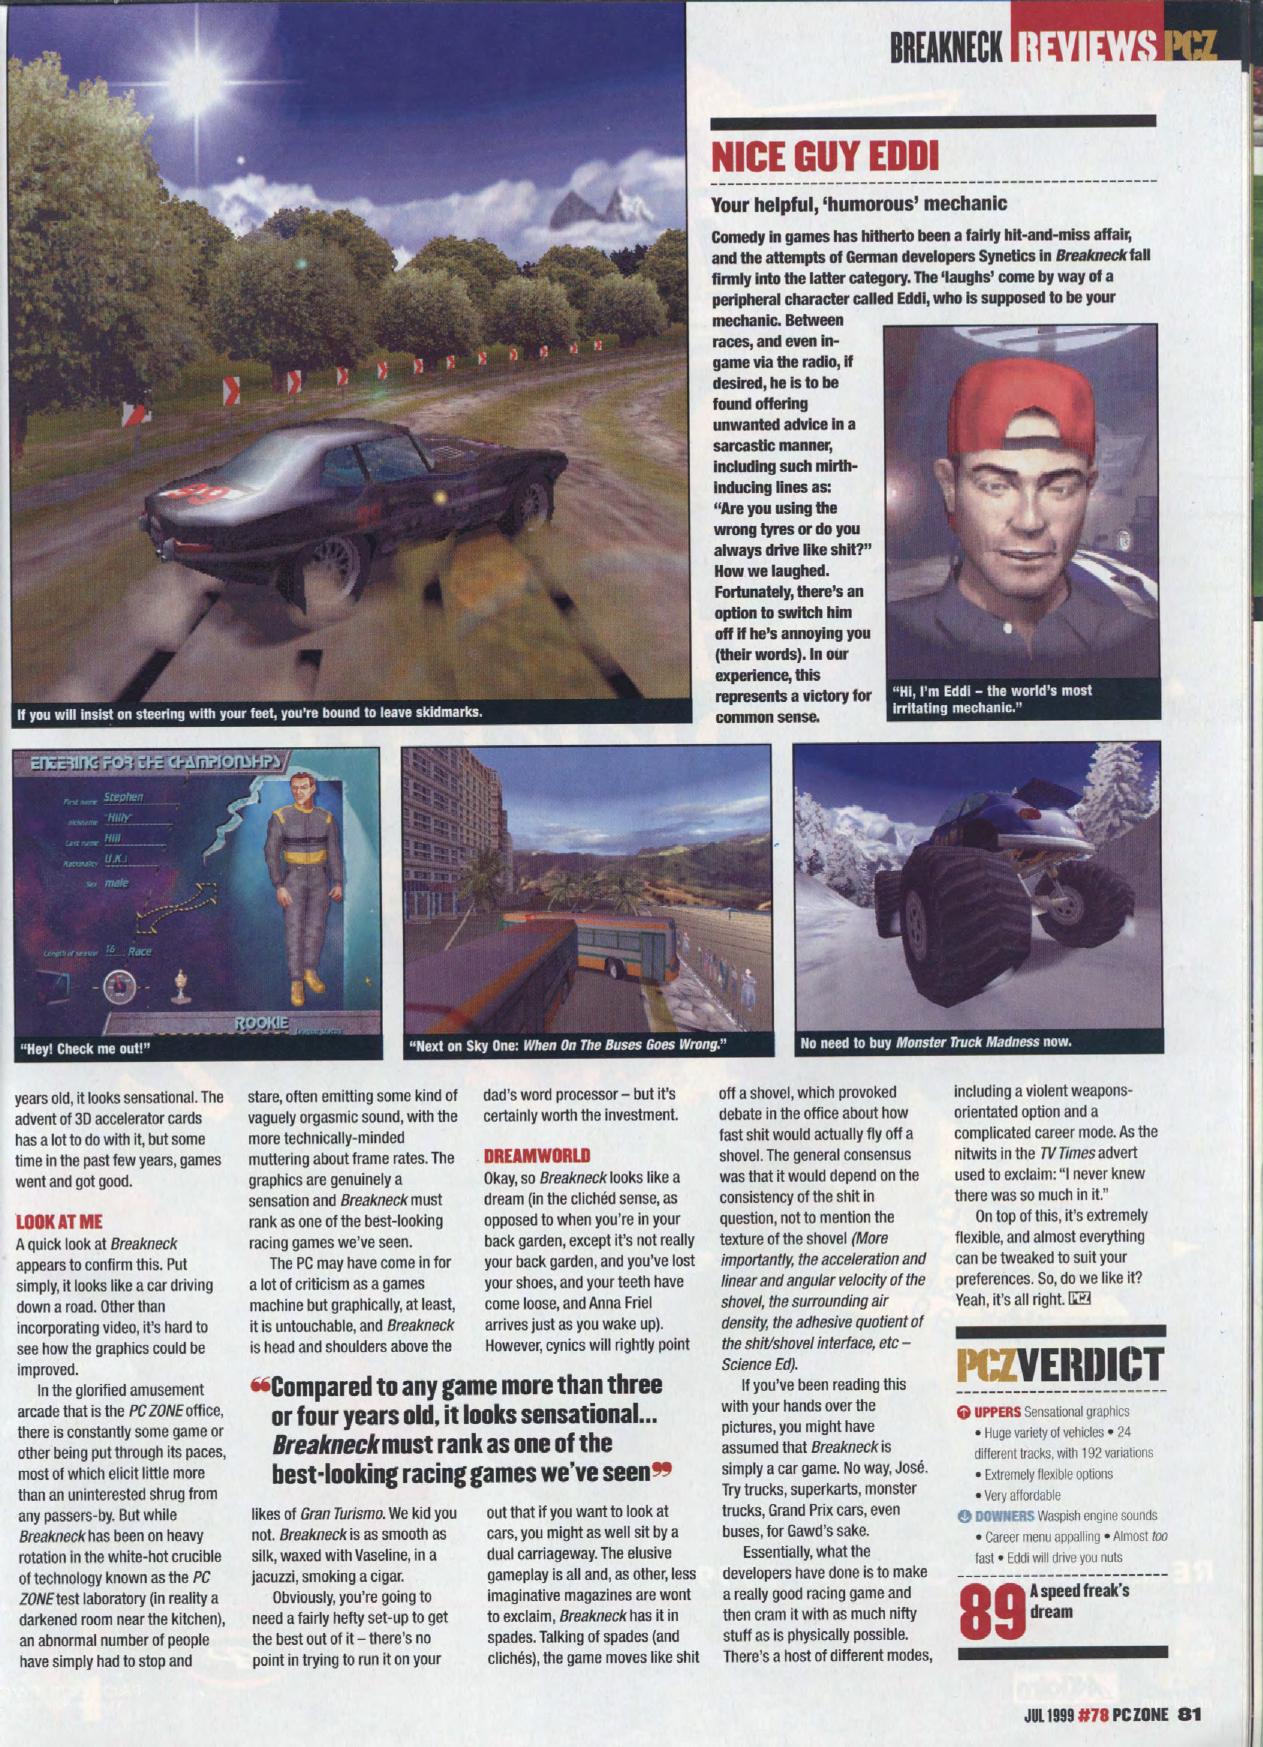 BREAKNECK REVIEWS PCZ
If you will insist on steering with your feet, you're bound to leave skidmarks.
NICE GUY EDDI
Your helpful, 'humorous' mechanic
Comedy in games has hitherto been a fairly hit-and-miss affair,
and the attempts of German developers Synetics in Breakneck fall
firmly into the latter category. The 'laughs' come by way of a
peripheral character called Eddi, who is supposed to be your
mechanic. Between
races, and even in-
game via the radio, if
desired, he is to be
found offering
unwanted advice in a
sarcastic manner,
including such mirth-
inducing lines as:
"Are you using the
wrong tyres or do you
always drive like shit?"
How we laughed.
Fortunately, there's an
option to switch him
off if he's annoying you
(their words). In our
experience, this
represents a victory for
common sense.
"Hi, I'm Eddi – the world's most
irritating mechanic."
ENTERING FOR THE CHAMPIONSHIPS
First name Stephen
nickname "Hilly"
Last name Hill
Nationality U.K.
Sex male
Length of season 16 Race
ROOKIE
"Hey! Check me out!"
"Next on Sky One: When On The Buses Goes Wrong."
No need to buy Monster Truck Madness now.
years old, it looks sensational. The
advent of 3D accelerator cards
has a lot to do with it, but some
time in the past few years, games
went and got good.
LOOK AT ME
A quick look at Breakneck
appears to confirm this. Put
simply, it looks like a car driving
down a road. Other than
incorporating video, it's hard to
see how the graphics could be
improved.
In the glorified amusement
arcade that is the PC ZONE office,
there is constantly some game or
other being put through its paces,
most of which elicit little more
than an uninterested shrug from
any passers-by. But while
Breakneck has been on heavy
rotation in the white-hot crucible
of technology known as the PC
ZONE test laboratory (in reality a
darkened room near the kitchen),
an abnormal number of people
have simply had to stop and
stare, often emitting some kind of
vaguely orgasmic sound, with the
more technically-minded
muttering about frame rates. The
graphics are genuinely a
sensation and Breakneck must
rank as one of the best-looking
racing games we've seen.
The PC may have come in for
a lot of criticism as a games
machine but graphically, at least,
it is untouchable, and Breakneck
is head and shoulders above the
"Compared to any game more than three
or four years old, it looks sensational...
Breakneck must rank as one of the
best-looking racing games we've seen"
likes of Gran Turismo. We kid you
not. Breakneck is as smooth as
silk, waxed with Vaseline, in a
jacuzzi, smoking a cigar.
Obviously, you're going to
need a fairly hefty set-up to get
the best out of it – there's no
point in trying to run it on your
dad's word processor – but it's
certainly worth the investment.
DREAMWORLD
Okay, so Breakneck looks like a
dream (in the clichéd sense, as
opposed to when you're in your
back garden, except it's not really
your back garden, and you've lost
your shoes, and your teeth have
come loose, and Anna Friel
arrives just as you wake up).
However, cynics will rightly point
out that if you want to look at
cars, you might as well sit by a
dual carriageway. The elusive
gameplay is all and, as other, less
imaginative magazines are wont
to exclaim, Breakneck has it in
spades. Talking of spades (and
clichés), the game moves like shit
off a shovel, which provoked
debate in the office about how
fast shit would actually fly off a
shovel. The general consensus
was that it would depend on the
consistency of the shit in
question, not to mention the
texture of the shovel (More
importantly, the acceleration and
linear and angular velocity of the
shovel, the surrounding air
density, the adhesive quotient of
the shit/shovel interface, etc –
Science Ed).
If you've been reading this
with your hands over the
pictures, you might have
assumed that Breakneck is
simply a car game. No way, José.
Try trucks, superkarts, monster
trucks, Grand Prix cars, even
buses, for Gawd's sake.
Essentially, what the
developers have done is to make
a really good racing game and
then cram it with as much nifty
stuff as is physically possible.
There's a host of different modes,
including a violent weapons-
orientated option and a
complicated career mode. As the
nitwits in the TV Times advert
used to exclaim: "I never knew
there was so much in it."
On top of this, it's extremely
flexible, and almost everything
can be tweaked to suit your
preferences. So, do we like it?
Yeah, it's all right. PCZ
PCZ VERDICT
UPPERS Sensational graphics
• Huge variety of vehicles • 24
different tracks, with 192 variations
• Extremely flexible options
• Very affordable
DOWNERS Waspish engine sounds
• Career menu appalling • Almost too
fast • Eddi will drive you nuts
89 A speed freak's
dream
JUL 1999 #78 PC ZONE 81